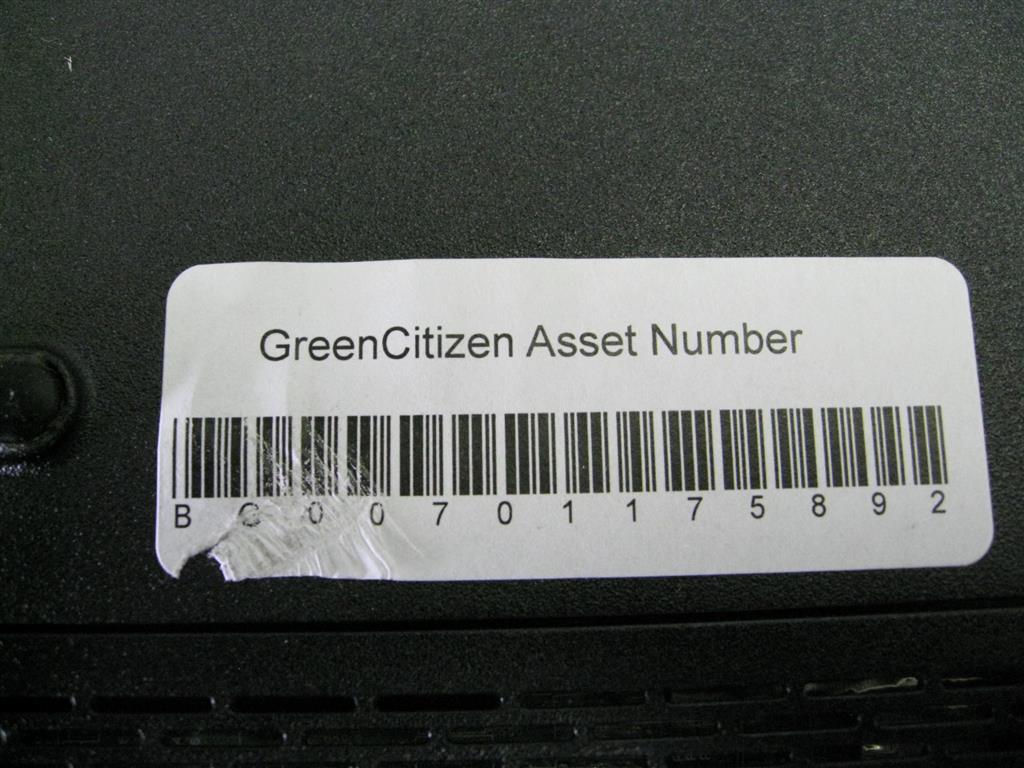 GreenCitizen Asset Number
B G 0 0 7 0 1 1 7 5 8 9 2